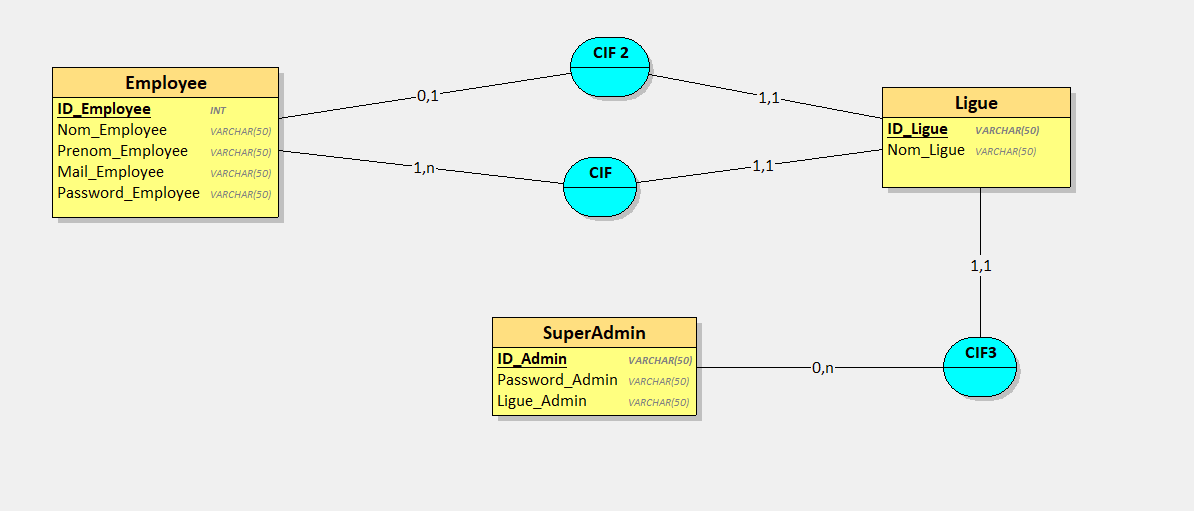 CIF 2
Employee
ID_Employee INT
Nom_Employee VARCHAR(50)
Prenom_Employee VARCHAR(50)
Mail_Employee VARCHAR(50)
Password_Employee VARCHAR(50)
0,1
1,1
Ligue
ID_Ligue VARCHAR(50)
Nom_Ligue VARCHAR(50)
1,n
CIF
1,1
1,1
SuperAdmin
ID_Admin VARCHAR(50)
Password_Admin VARCHAR(50)
Ligue_Admin VARCHAR(50)
0,n
CIF3